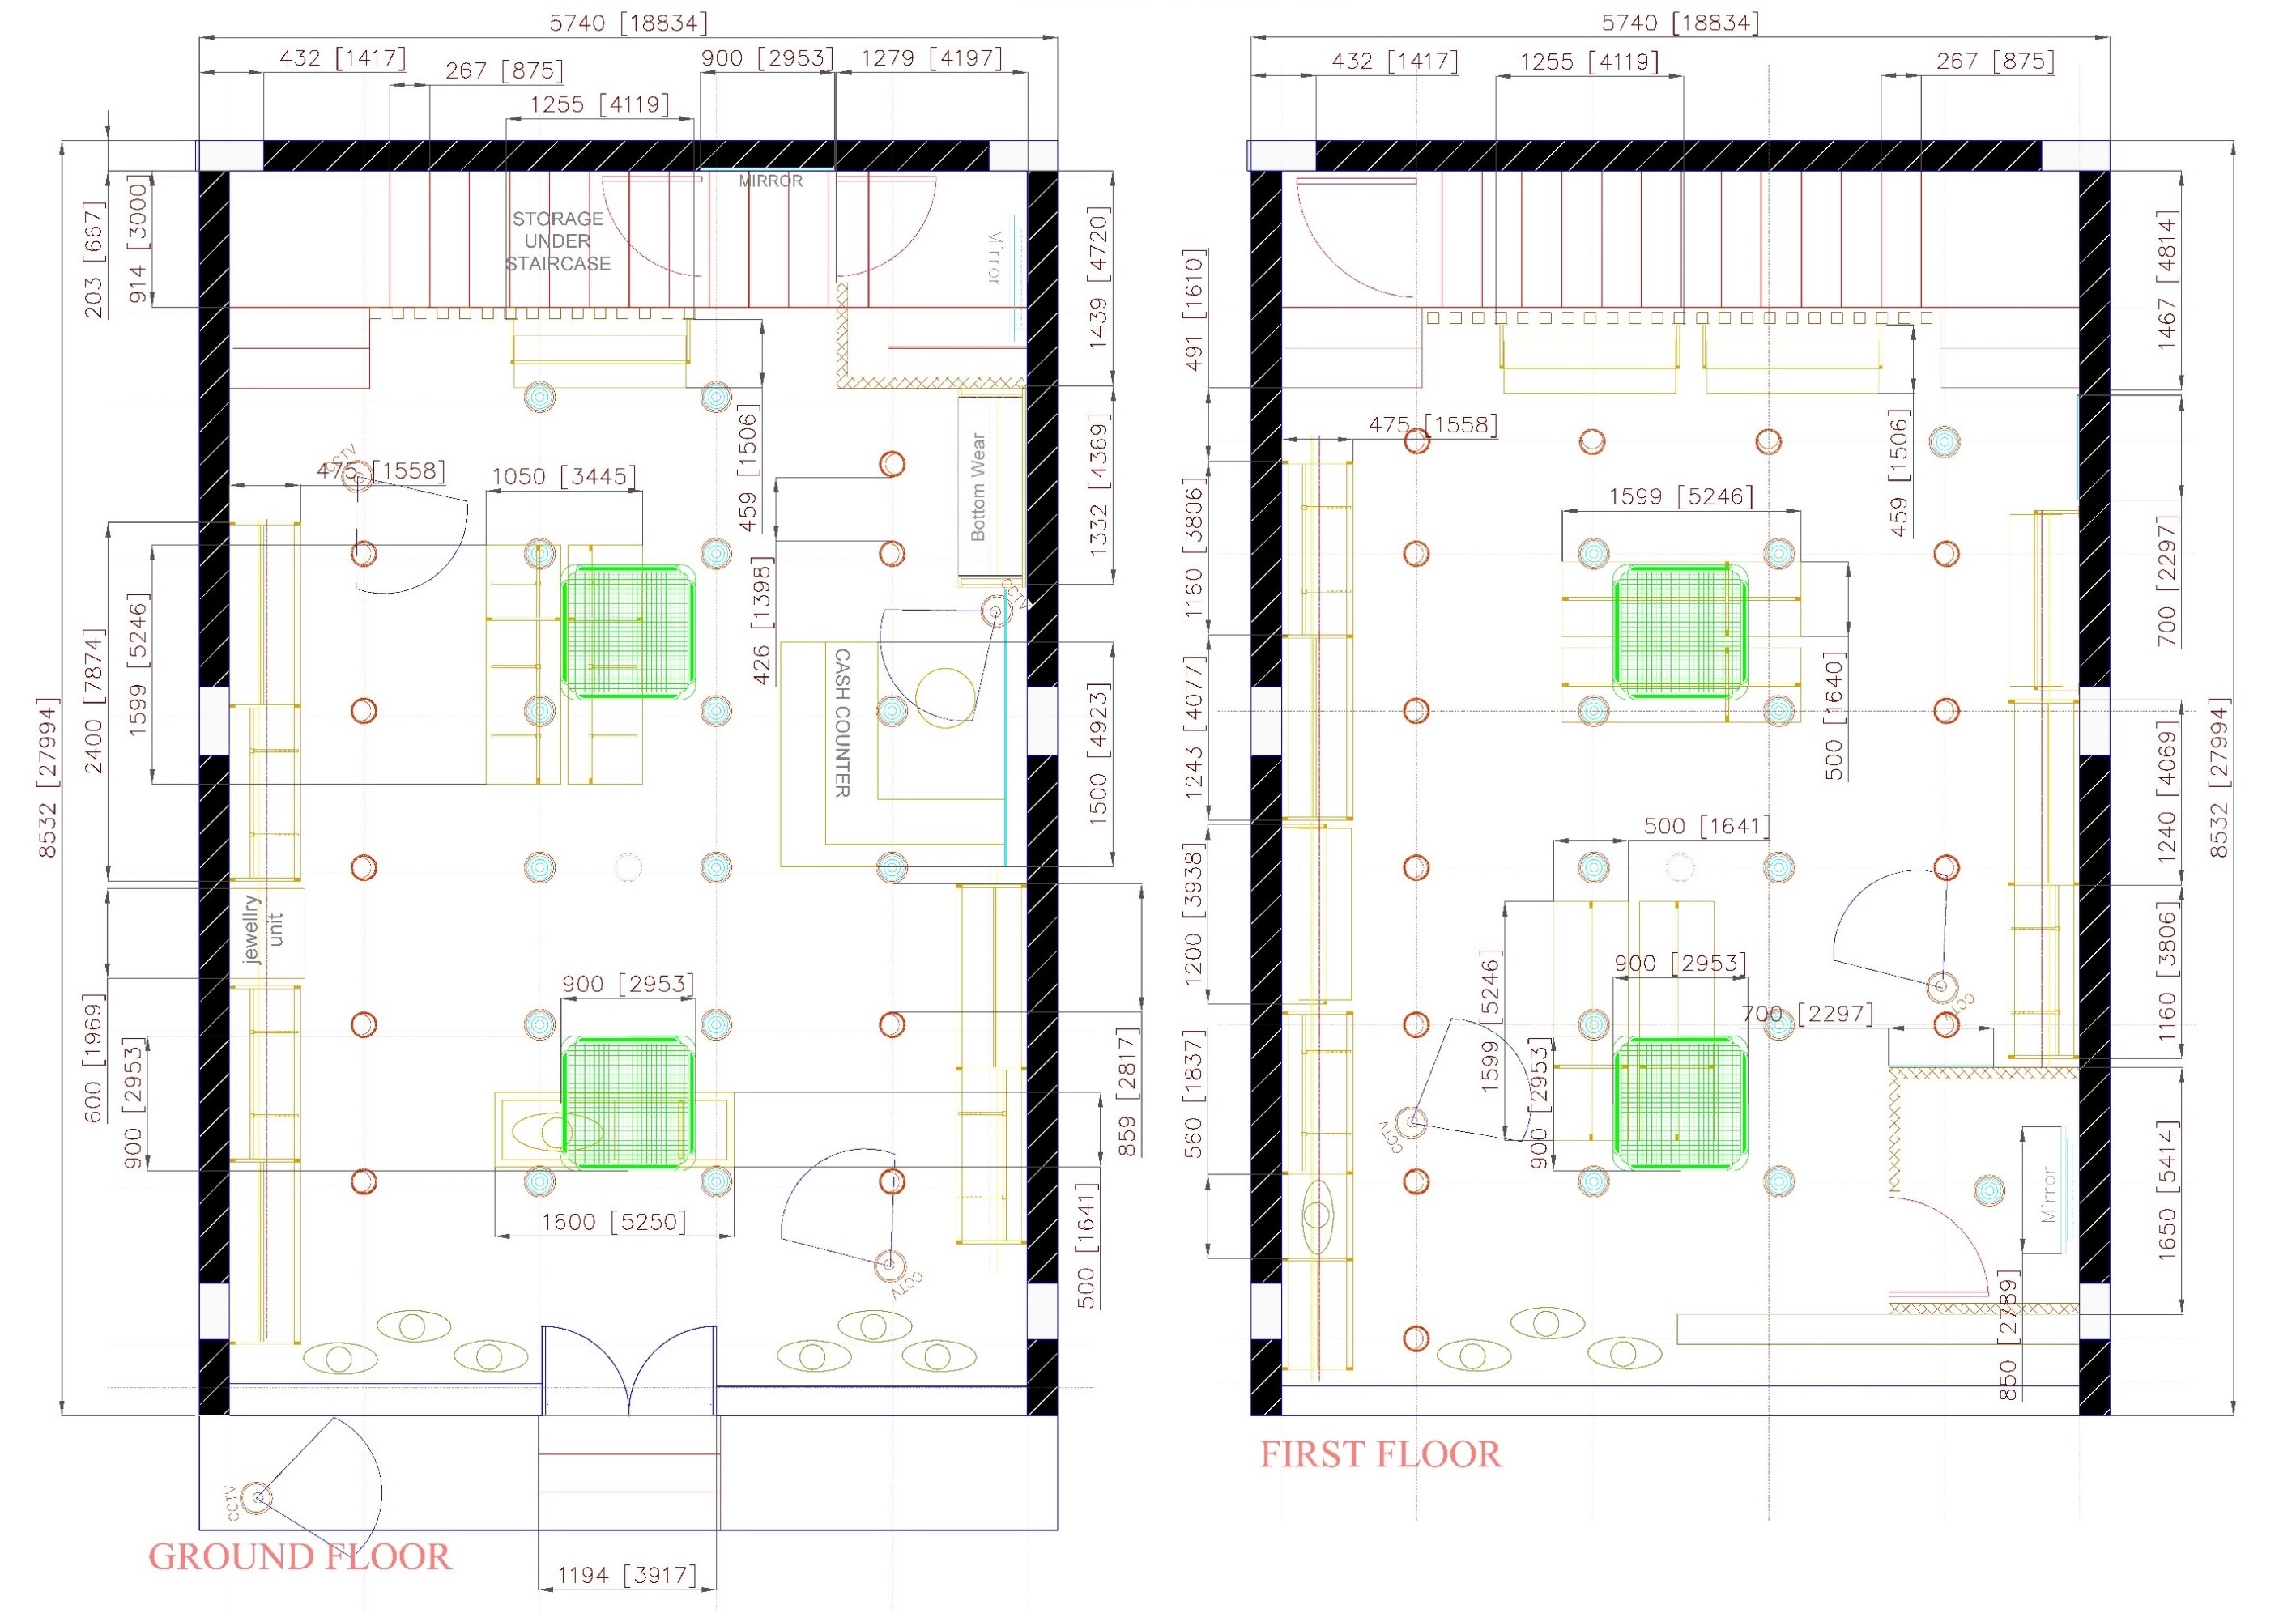 5740 [18834]
432 [1417]
267 [875]
1255 [4119]
900 [2953]
1279 [4197]
203 [667]
914 [3000]
MIRROR
STORAGE
UNDER
STAIRCASE
Mirror
1439 [4720]
459 [1506]
1332 [4369]
Bottom Wear
CCTV
475 [1558]
1050 [3445]
426 [1398]
CCTV
8532 [27994]
2400 [7874]
1599 [5246]
CASH COUNTER
1500 [4923]
jewellry
unit
600 [1969]
900 [2953]
900 [2953]
859 [2817]
1600 [5250]
500 [1641]
CCTV
CCTV
GROUND FLOOR
1194 [3917]
5740 [18834]
432 [1417]
1255 [4119]
267 [875]
491 [1610]
1467 [4814]
475 [1558]
459 [1506]
1160 [3806]
1599 [5246]
700 [2297]
1243 [4077]
500 [1640]
1240 [4069]
8532 [27994]
500 [1641]
1200 [3938]
1599 [5246]
900 [2953]
700 [2297]
CCTV
1160 [3806]
560 [1837]
900 [2953]
CCTV
Mirror
1650 [5414]
850 [2789]
FIRST FLOOR